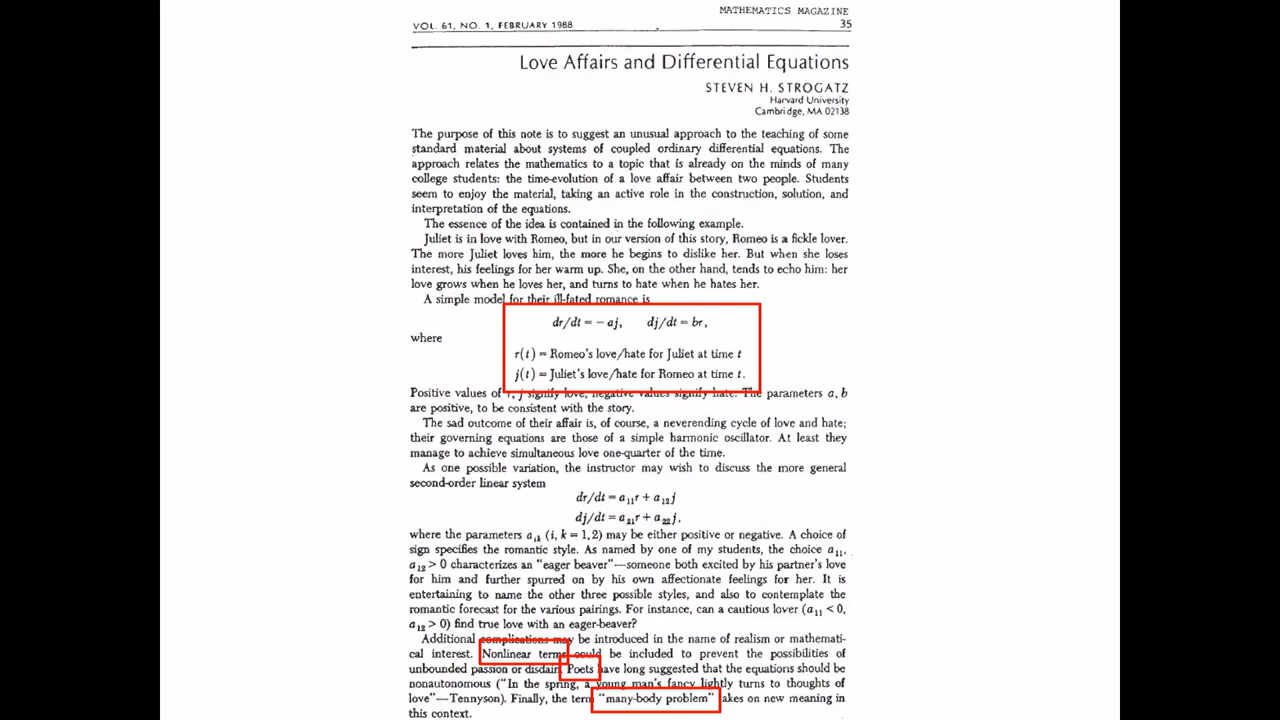 MATHEMATICS MAGAZINE
VOL. 61, NO. 1, FEBRUARY 1988 35
Love Affairs and Differential Equations
STEVEN H. STROGATZ
Harvard University
Cambridge, MA 02138
The purpose of this note is to suggest an unusual approach to the teaching of some
standard material about systems of coupled ordinary differential equations. The
approach relates the mathematics to a topic that is already on the minds of many
college students: the time-evolution of a love affair between two people. Students
seem to enjoy the material, taking an active role in the construction, solution, and
interpretation of the equations.
The essence of the idea is contained in the following example.
Juliet is in love with Romeo, but in our version of this story, Romeo is a fickle lover.
The more Juliet loves him, the more he begins to dislike her. But when she loses
interest, his feelings for her warm up. She, on the other hand, tends to echo him: her
love grows when he loves her, and turns to hate when he hates her.
A simple model for their ill-fated romance is
dr/dt = − aj, dj/dt = br,
where
r(t) = Romeo's love/hate for Juliet at time t
j(t) = Juliet's love/hate for Romeo at time t.
Positive values of r, j signify love, negative values signify hate. The parameters a, b
are positive, to be consistent with the story.
The sad outcome of their affair is, of course, a neverending cycle of love and hate;
their governing equations are those of a simple harmonic oscillator. At least they
manage to achieve simultaneous love one-quarter of the time.
As one possible variation, the instructor may wish to discuss the more general
second-order linear system
dr/dt = a₁₁r + a₁₂j
dj/dt = a₂₁r + a₂₂j,
where the parameters aᵢₖ (i, k = 1, 2) may be either positive or negative. A choice of
sign specifies the romantic style. As named by one of my students, the choice a₁₁,
a₁₂ > 0 characterizes an "eager beaver"—someone both excited by his partner's love
for him and further spurred on by his own affectionate feelings for her. It is
entertaining to name the other three possible styles, and also to contemplate the
romantic forecast for the various pairings. For instance, can a cautious lover (a₁₁ < 0,
a₁₂ > 0) find true love with an eager-beaver?
Additional complications may be introduced in the name of realism or mathemati-
cal interest. Nonlinear terms could be included to prevent the possibilities of
unbounded passion or disdain. Poets have long suggested that the equations should be
nonautonomous ("In the spring, a young man's fancy lightly turns to thoughts of
love"—Tennyson). Finally, the term "many-body problem" takes on new meaning in
this context.